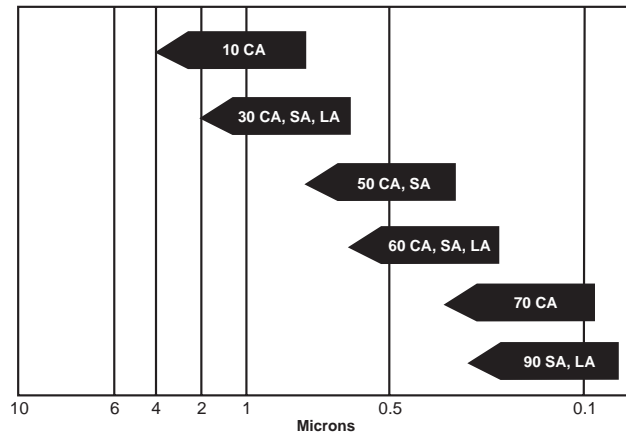 10 CA
30 CA, SA, LA
50 CA, SA
60 CA, SA, LA
70 CA
90 SA, LA
10 6 4 2 1 0.5 0.1
Microns